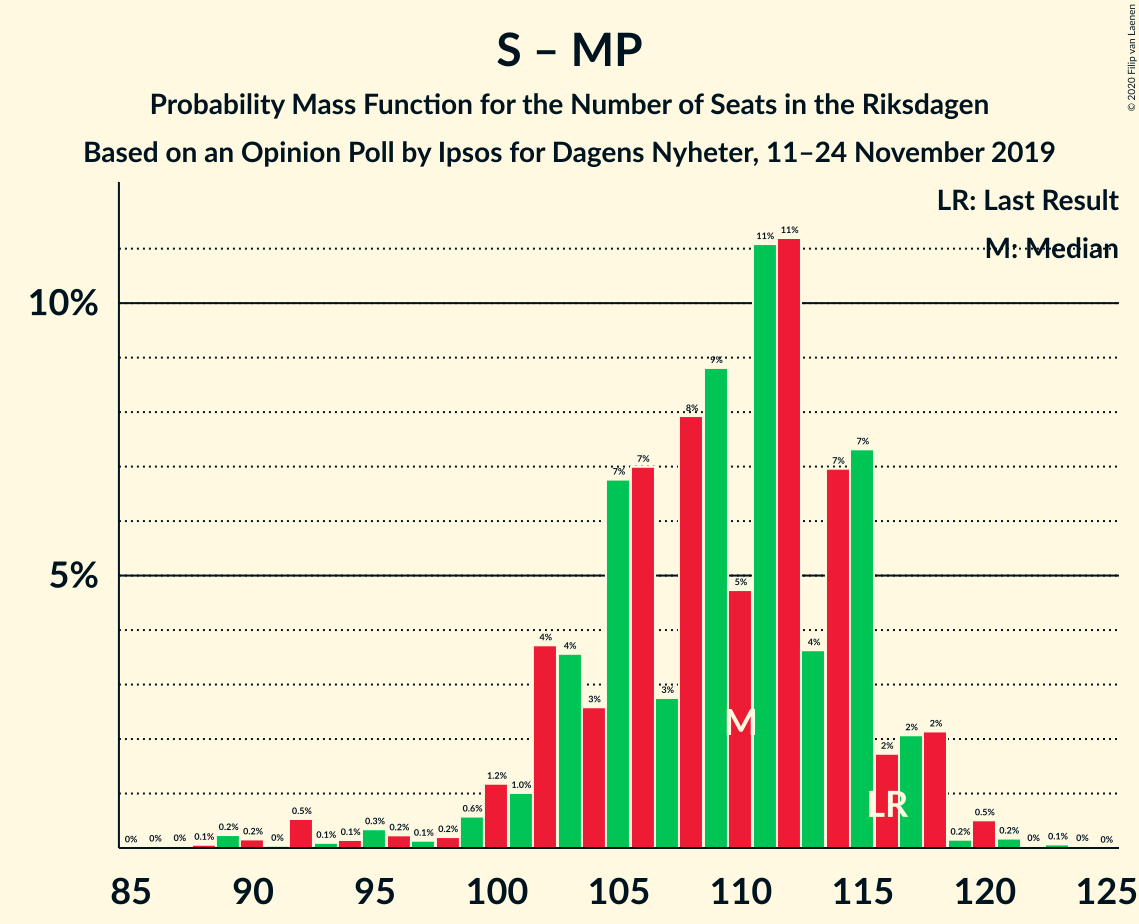 S – MP
Probability Mass Function for the Number of Seats in the Riksdagen
Based on an Opinion Poll by Ipsos for Dagens Nyheter, 11–24 November 2019
© 2020 Filip van Laenen
LR: Last Result
M: Median
10%
5%
0% 0% 0% 0.1% 0.2% 0.2% 0% 0.5% 0.1% 0.1% 0.3% 0.2% 0.1% 0.2% 0.6% 1.2% 1.0% 4% 4% 3% 7% 7% 3% 8% 9% 5% 11% 11% 4% 7% 7% 2% 2% 2% 0.2% 0.5% 0.2% 0% 0.1% 0% 0%
M
LR
85 90 95 100 105 110 115 120 125